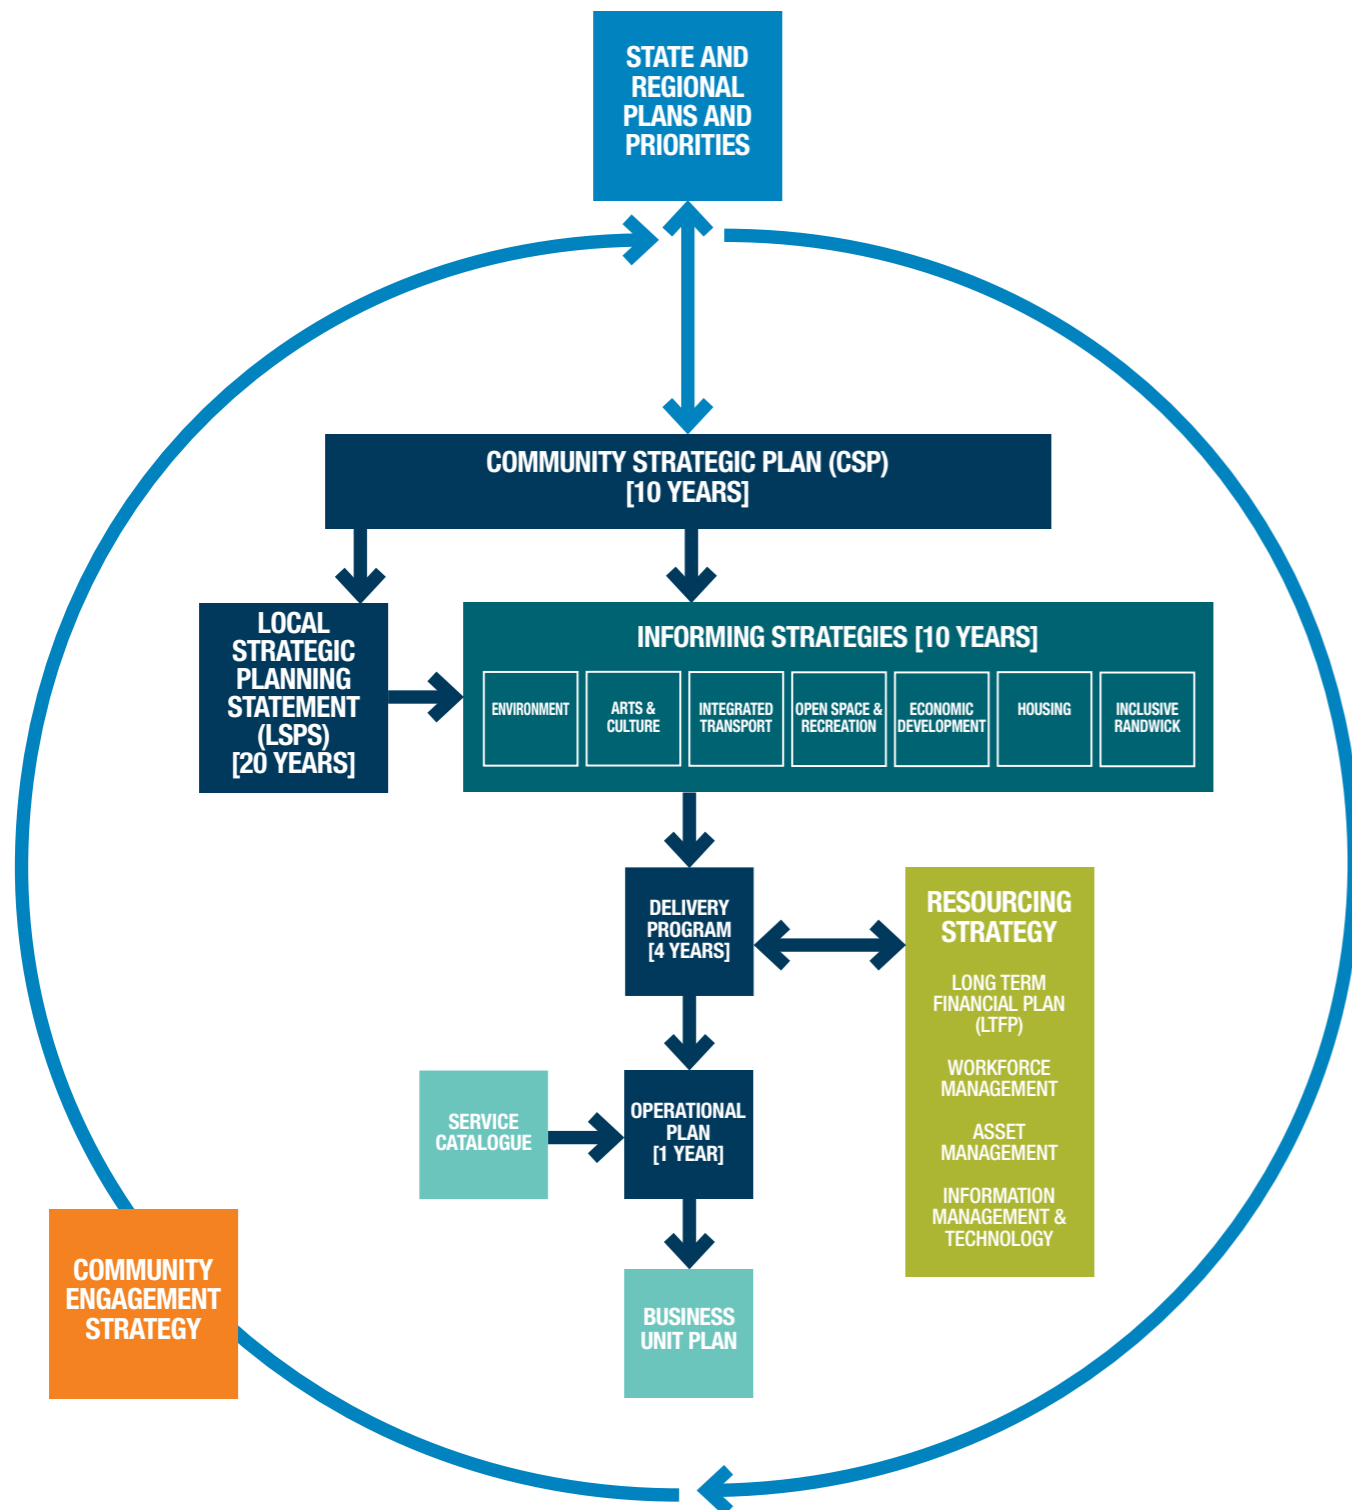 STATE AND
REGIONAL
PLANS AND
PRIORITIES
COMMUNITY STRATEGIC PLAN (CSP)
[10 YEARS]
LOCAL
STRATEGIC
PLANNING
STATEMENT
(LSPS)
[20 YEARS]
INFORMING STRATEGIES [10 YEARS]
ENVIRONMENT
ARTS &
CULTURE
INTEGRATED
TRANSPORT
OPEN SPACE &
RECREATION
ECONOMIC
DEVELOPMENT
HOUSING
INCLUSIVE
RANDWICK
DELIVERY
PROGRAM
[4 YEARS]
RESOURCING
STRATEGY
LONG TERM
FINANCIAL PLAN
(LTFP)
WORKFORCE
MANAGEMENT
ASSET
MANAGEMENT
INFORMATION
MANAGEMENT &
TECHNOLOGY
SERVICE
CATALOGUE
OPERATIONAL
PLAN
[1 YEAR]
COMMUNITY
ENGAGEMENT
STRATEGY
BUSINESS
UNIT PLAN